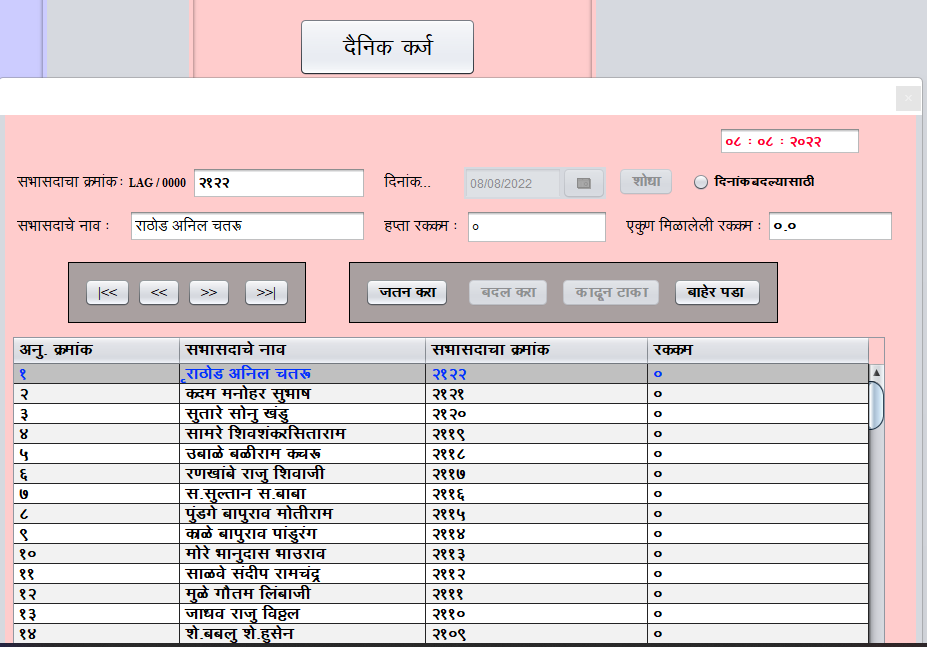 दैनिक कर्ज
x
०८ : ०८ : २०२२
सभासदाचा क्रमांक : LAG / 0000 २१२२ दिनांक... 08/08/2022 शोधा दिनांकबदल्यासाठी
सभासदाचे नाव : राठोड अनिल चतरू हप्ता रक्कम : ० एकुण मिळालेली रक्कम : ०.०
|<< << >> >>| जतन करा बदल करा काढून टाका बाहेर पडा
अनु. क्रमांक सभासदाचे नाव सभासदाचा क्रमांक रक्कम
१ राठोड अनिल चतरू २१२२ ०
२ कदम मनोहर सुभाष २१२१ ०
३ सुतारे सोनु खंडु २१२० ०
४ सामरे शिवशंकरसिताराम २११९ ०
५ उबाळे बळीराम कचरू २११८ ०
६ रणखांबे राजु शिवाजी २११७ ०
७ स.सुल्तान स.बाबा २११६ ०
८ पुंडगे बापुराव मोतीराम २११५ ०
९ काळे बापुराव पांडुरंग २११४ ०
१० मोरे भानुदास भाउराव २११३ ०
११ साळवे संदीप रामचंद्र २११२ ०
१२ मुळे गौतम लिंबाजी २१११ ०
१३ जाधव राजु विठ्ठल २११० ०
१४ शे.बबलु शे.हुसेन २१०९ ०